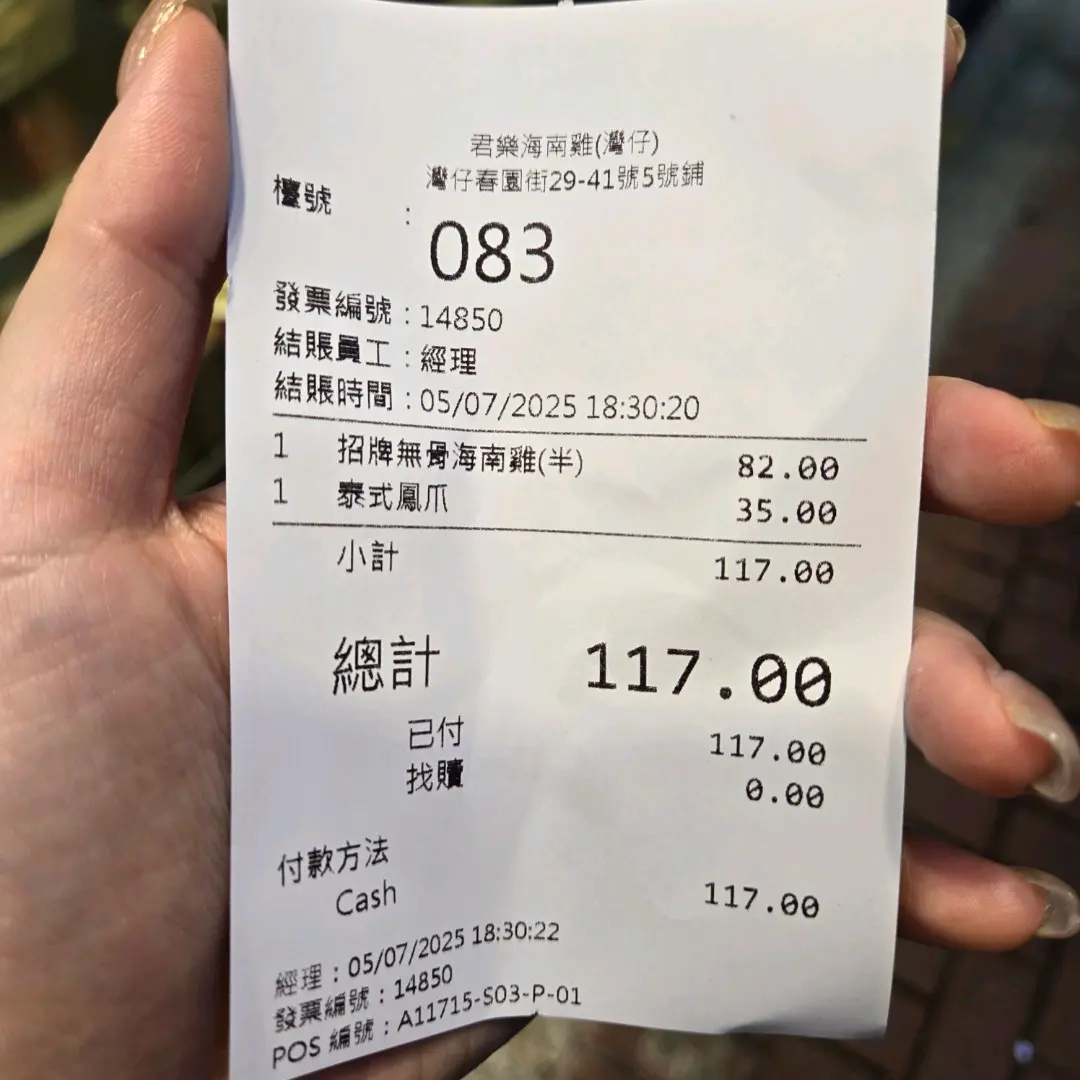 君樂海南雞(灣仔)
灣仔春園街29-41號5號鋪
檯號 : 083
發票編號 : 14850
結賬員工 : 經理
結賬時間 : 05/07/2025 18:30:20
1 招牌無骨海南雞(半) 82.00
1 泰式鳳爪 35.00
小計 117.00
總計 117.00
已付 117.00
找贖 0.00
付款方法
Cash 117.00
經理 : 05/07/2025 18:30:22
發票編號 : 14850
POS 編號 : A11715-S03-P-01